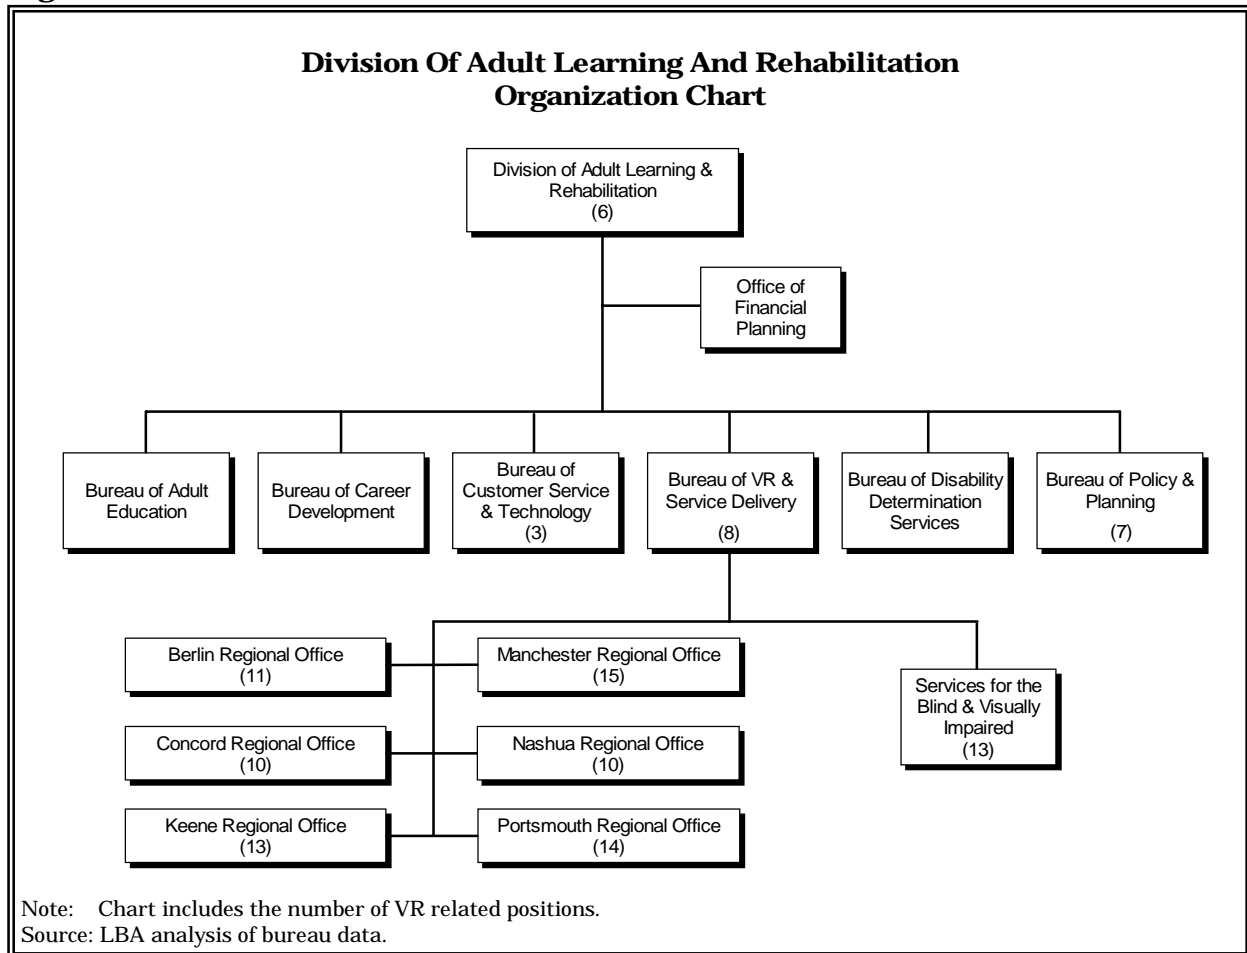 Division Of Adult Learning And Rehabilitation
Organization Chart
Division of Adult Learning &
Rehabilitation
(6)
Office of
Financial
Planning
Bureau of Adult
Education
Bureau of Career
Development
Bureau of
Customer Service
& Technology
(3)
Bureau of VR &
Service Delivery
(8)
Bureau of Disability
Determination
Services
Bureau of Policy &
Planning
(7)
Berlin Regional Office
(11)
Manchester Regional Office
(15)
Concord Regional Office
(10)
Nashua Regional Office
(10)
Keene Regional Office
(13)
Portsmouth Regional Office
(14)
Services for the
Blind & Visually
Impaired
(13)
Note: Chart includes the number of VR related positions.
Source: LBA analysis of bureau data.